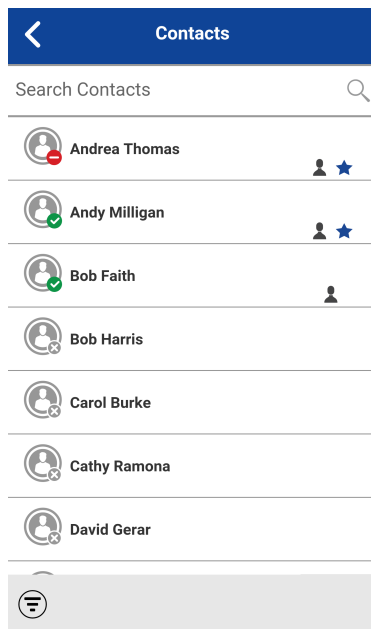 Contacts
Search Contacts
Andrea Thomas
Andy Milligan
Bob Faith
Bob Harris
Carol Burke
Cathy Ramona
David Gerar